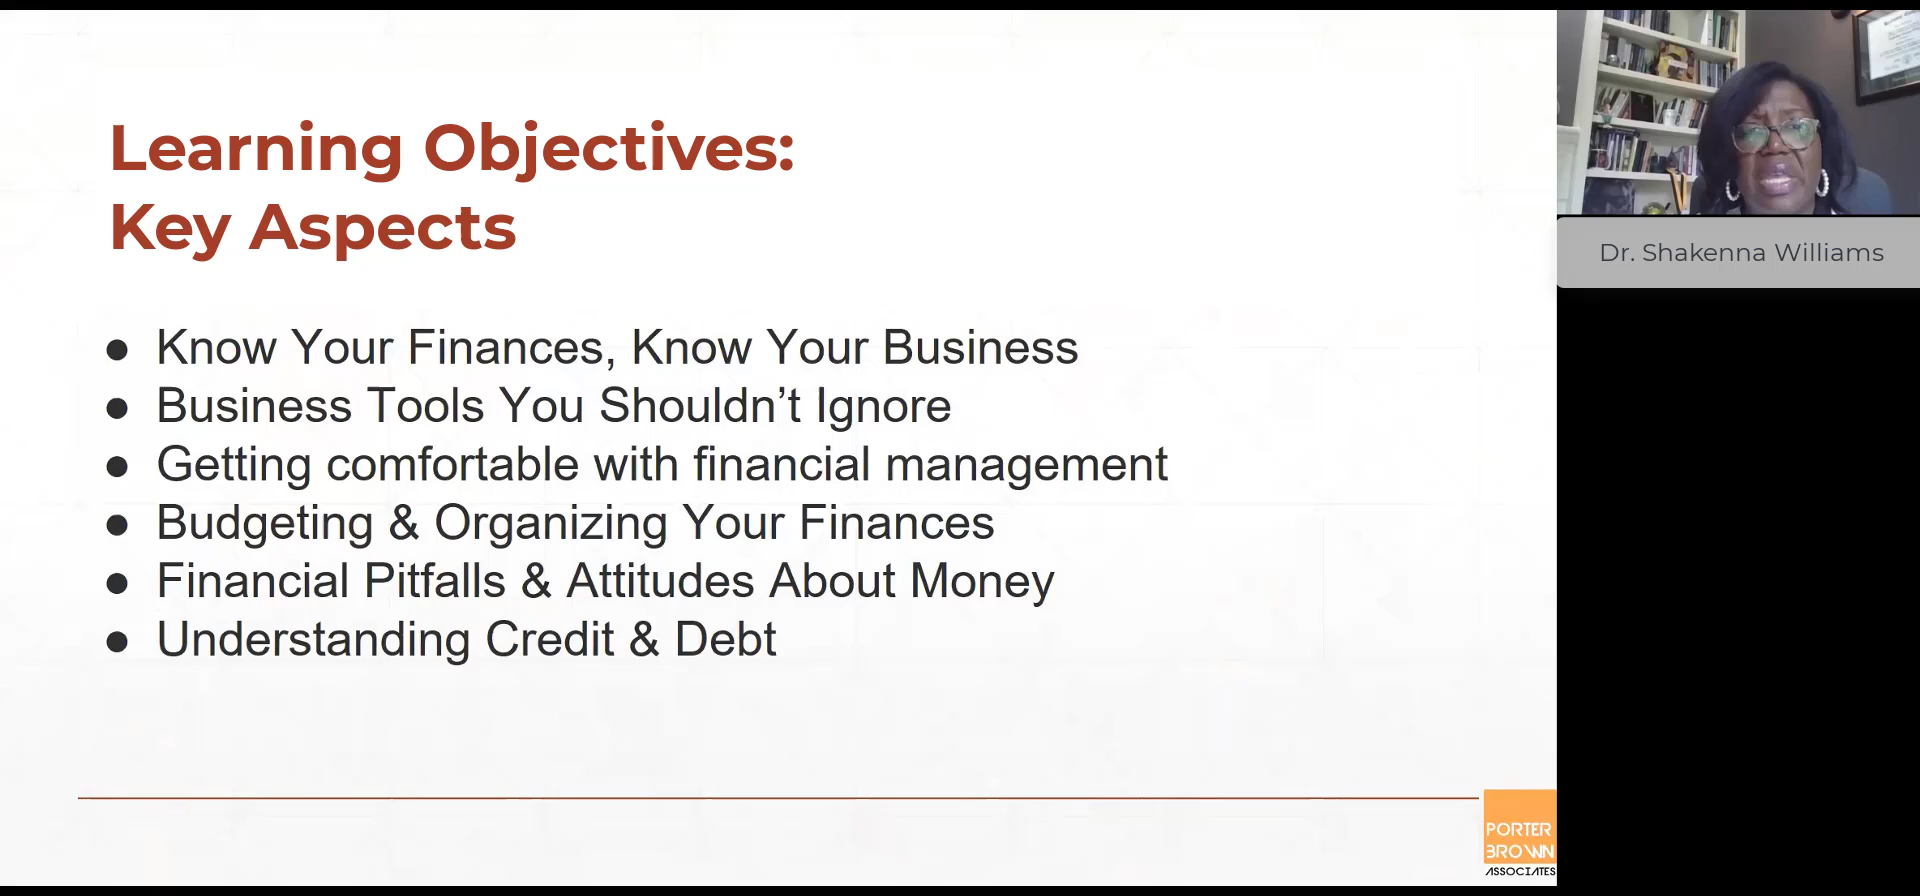 Learning Objectives:
Key Aspects
● Know Your Finances, Know Your Business
● Business Tools You Shouldn’t Ignore
● Getting comfortable with financial management
● Budgeting & Organizing Your Finances
● Financial Pitfalls & Attitudes About Money
● Understanding Credit & Debt
Dr. Shakenna Williams
PORTER
BROWN
ASSOCIATES